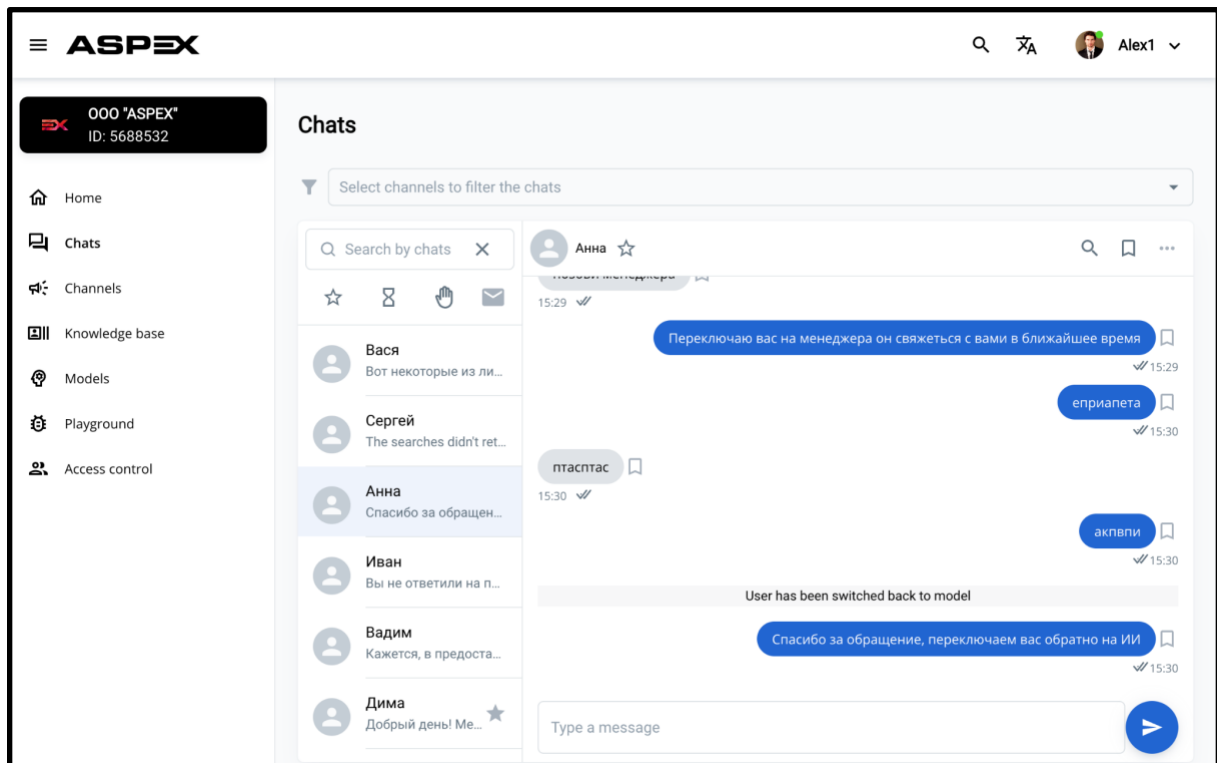 ASPEX
Alex1
ООО "ASPEX"
ID: 5688532
Home
Chats
Channels
Knowledge base
Models
Playground
Access control
Chats
Select channels to filter the chats
Search by chats
Вася
Вот некоторые из ли...
Сергей
The searches didn't ret...
Анна
Спасибо за обращен...
Иван
Вы не ответили на п...
Вадим
Кажется, в предоста...
Дима
Добрый день! Ме...
Анна
позови менеджера
15:29
Переключаю вас на менеджера он свяжеться с вами в ближайшее время
15:29
еприапета
15:30
птасптас
15:30
акпвпи
15:30
User has been switched back to model
Спасибо за обращение, переключаем вас обратно на ИИ
15:30
Type a message